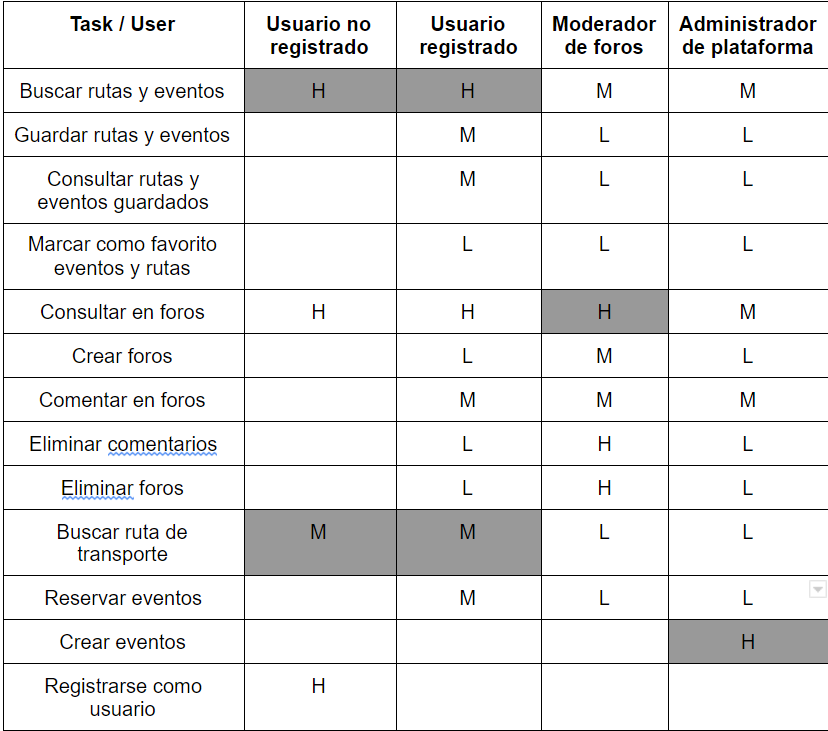 Task / User Usuario no registrado Usuario registrado Moderador de foros Administrador de plataforma
Buscar rutas y eventos H H M M
Guardar rutas y eventos M L L
Consultar rutas y eventos guardados M L L
Marcar como favorito eventos y rutas L L L
Consultar en foros H H H M
Crear foros L M L
Comentar en foros M M M
Eliminar comentarios L H L
Eliminar foros L H L
Buscar ruta de transporte M M L L
Reservar eventos M L L
Crear eventos H
Registrarse como usuario H